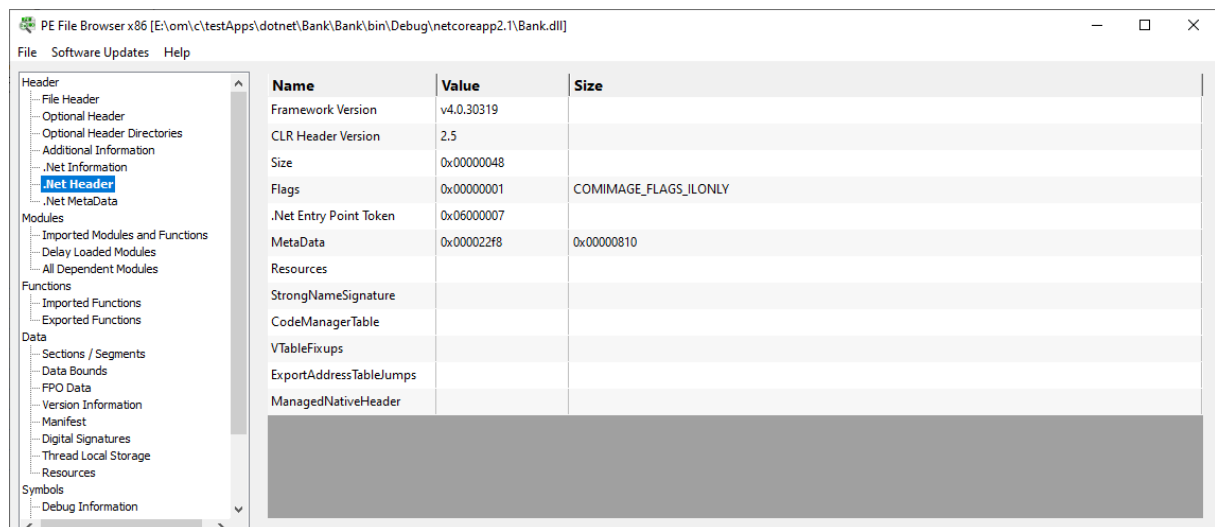 PE File Browser x86 [E:\om\c\testApps\dotnet\Bank\Bank\bin\Debug\netcoreapp2.1\Bank.dll]
File Software Updates Help
Header
File Header
Optional Header
Optional Header Directories
Additional Information
.Net Information
.Net Header
.Net MetaData
Modules
Imported Modules and Functions
Delay Loaded Modules
All Dependent Modules
Functions
Imported Functions
Exported Functions
Data
Sections / Segments
Data Bounds
FPO Data
Version Information
Manifest
Digital Signatures
Thread Local Storage
Resources
Symbols
Debug Information
Name Value Size
Framework Version v4.0.30319
CLR Header Version 2.5
Size 0x00000048
Flags 0x00000001 COMIMAGE_FLAGS_ILONLY
.Net Entry Point Token 0x06000007
MetaData 0x000022f8 0x00000810
Resources
StrongNameSignature
CodeManagerTable
VTableFixups
ExportAddressTableJumps
ManagedNativeHeader